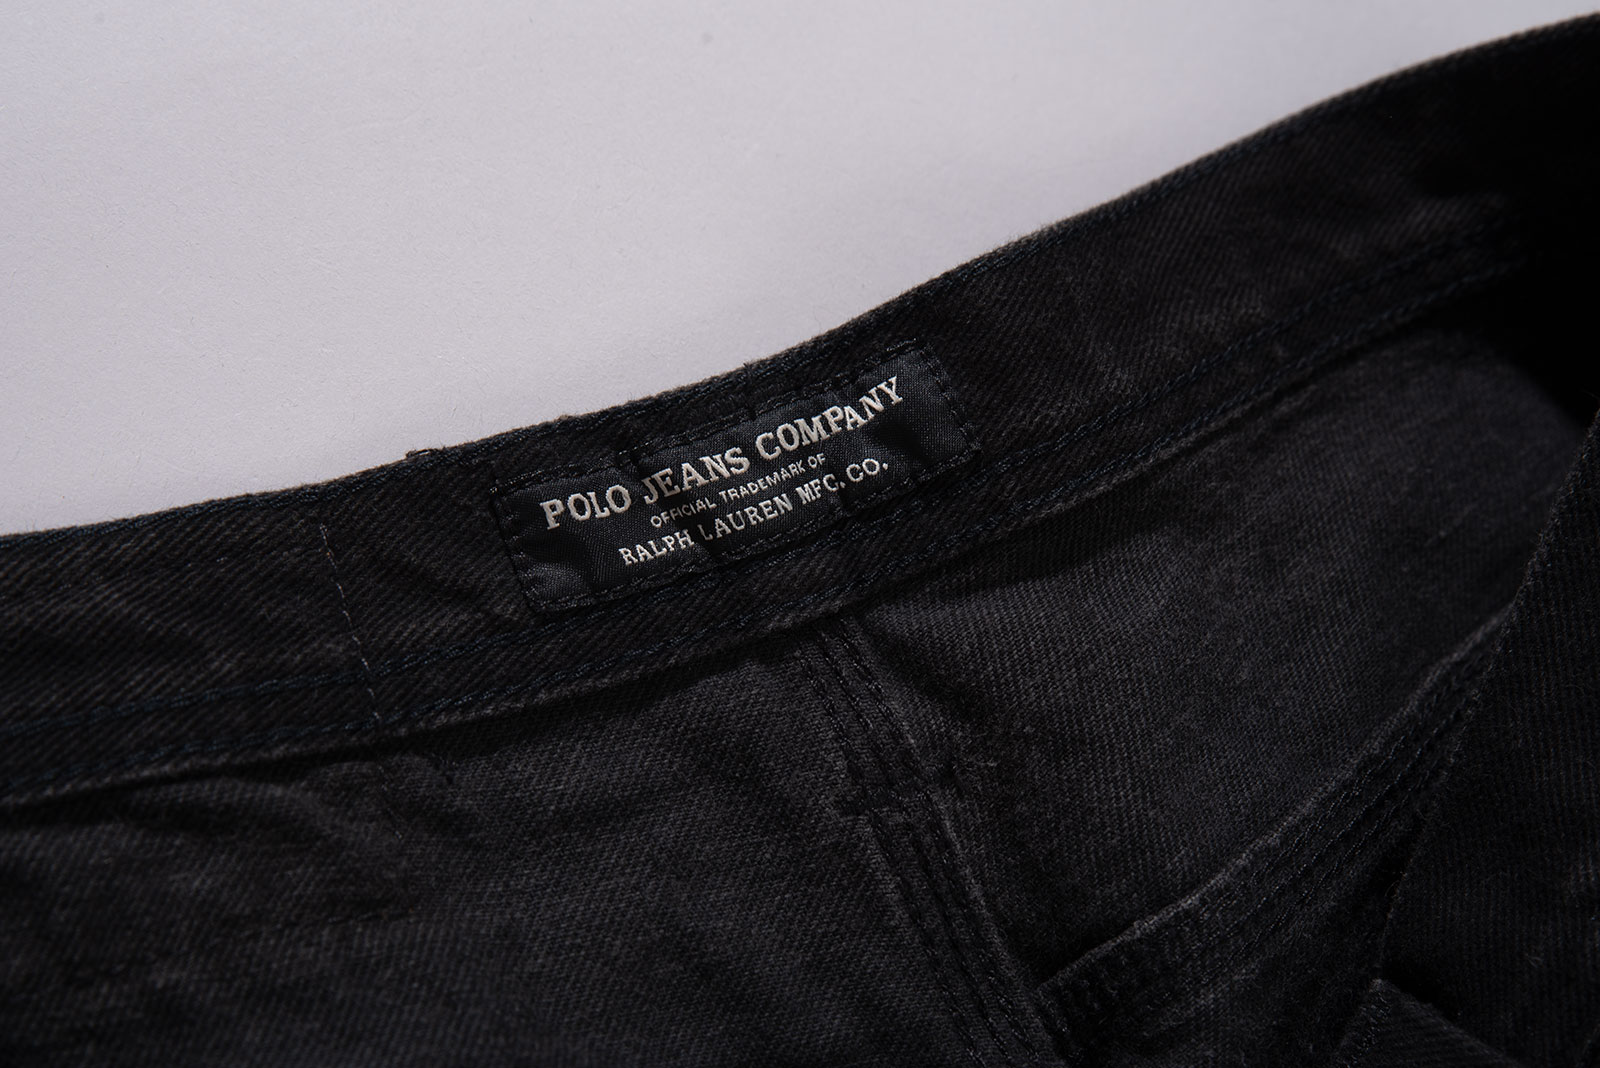 POLO JEANS COMPANY
OFFICIAL TRADEMARK OF
RALPH LAUREN MFG. CO.